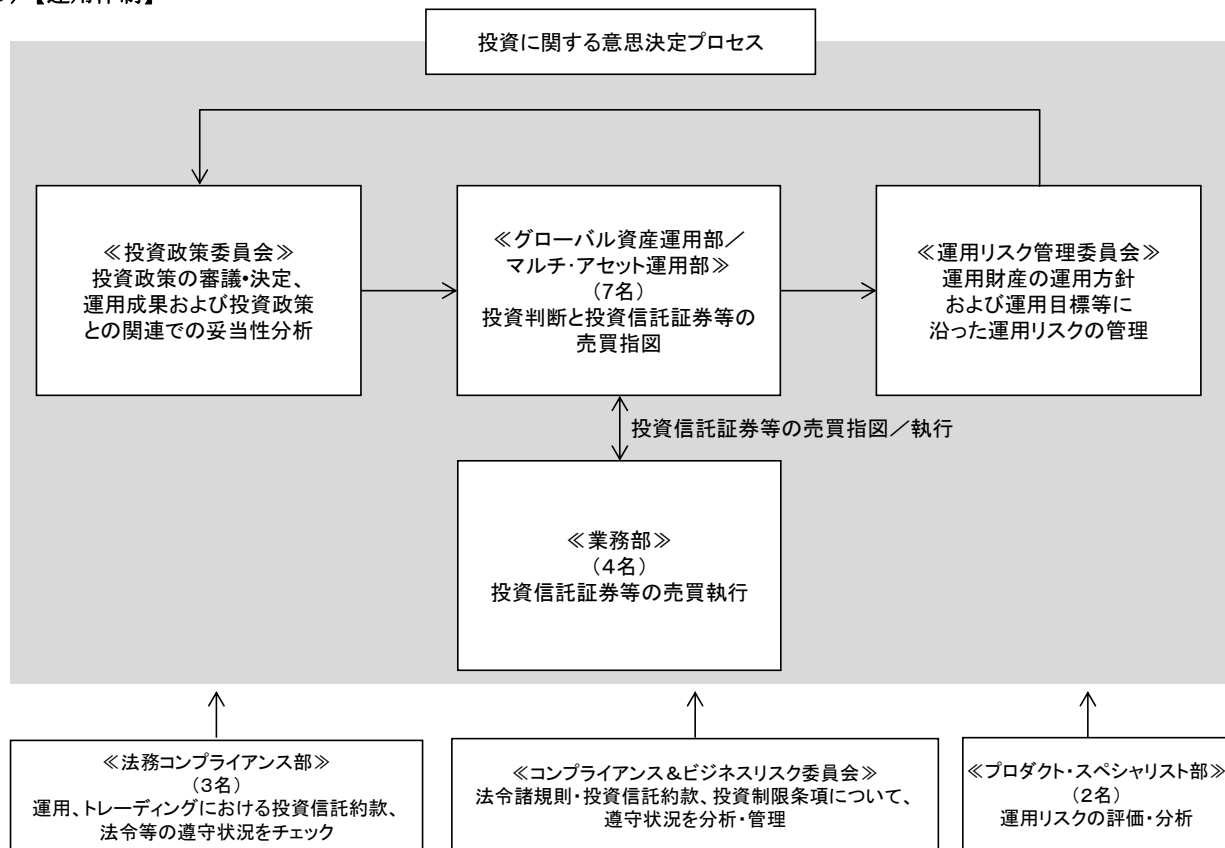 【運用体制】
投資に関する意思決定プロセス
≪投資政策委員会≫
投資政策の審議・決定、
運用成果および投資政策
との関連での妥当性分析
≪グローバル資産運用部／
マルチ・アセット運用部≫
（7名）
投資判断と投資信託証券等の
売買指図
≪運用リスク管理委員会≫
運用財産の運用方針
および運用目標等に
沿った運用リスクの管理
投資信託証券等の売買指図／執行
≪業務部≫
（4名）
投資信託証券等の売買執行
≪法務コンプライアンス部≫
（3名）
運用、トレーディングにおける投資信託約款、
法令等の遵守状況をチェック
≪コンプライアンス＆ビジネスリスク委員会≫
法令諸規則・投資信託約款、投資制限条項について、
遵守状況を分析・管理
≪プロダクト・スペシャリスト部≫
（2名）
運用リスクの評価・分析